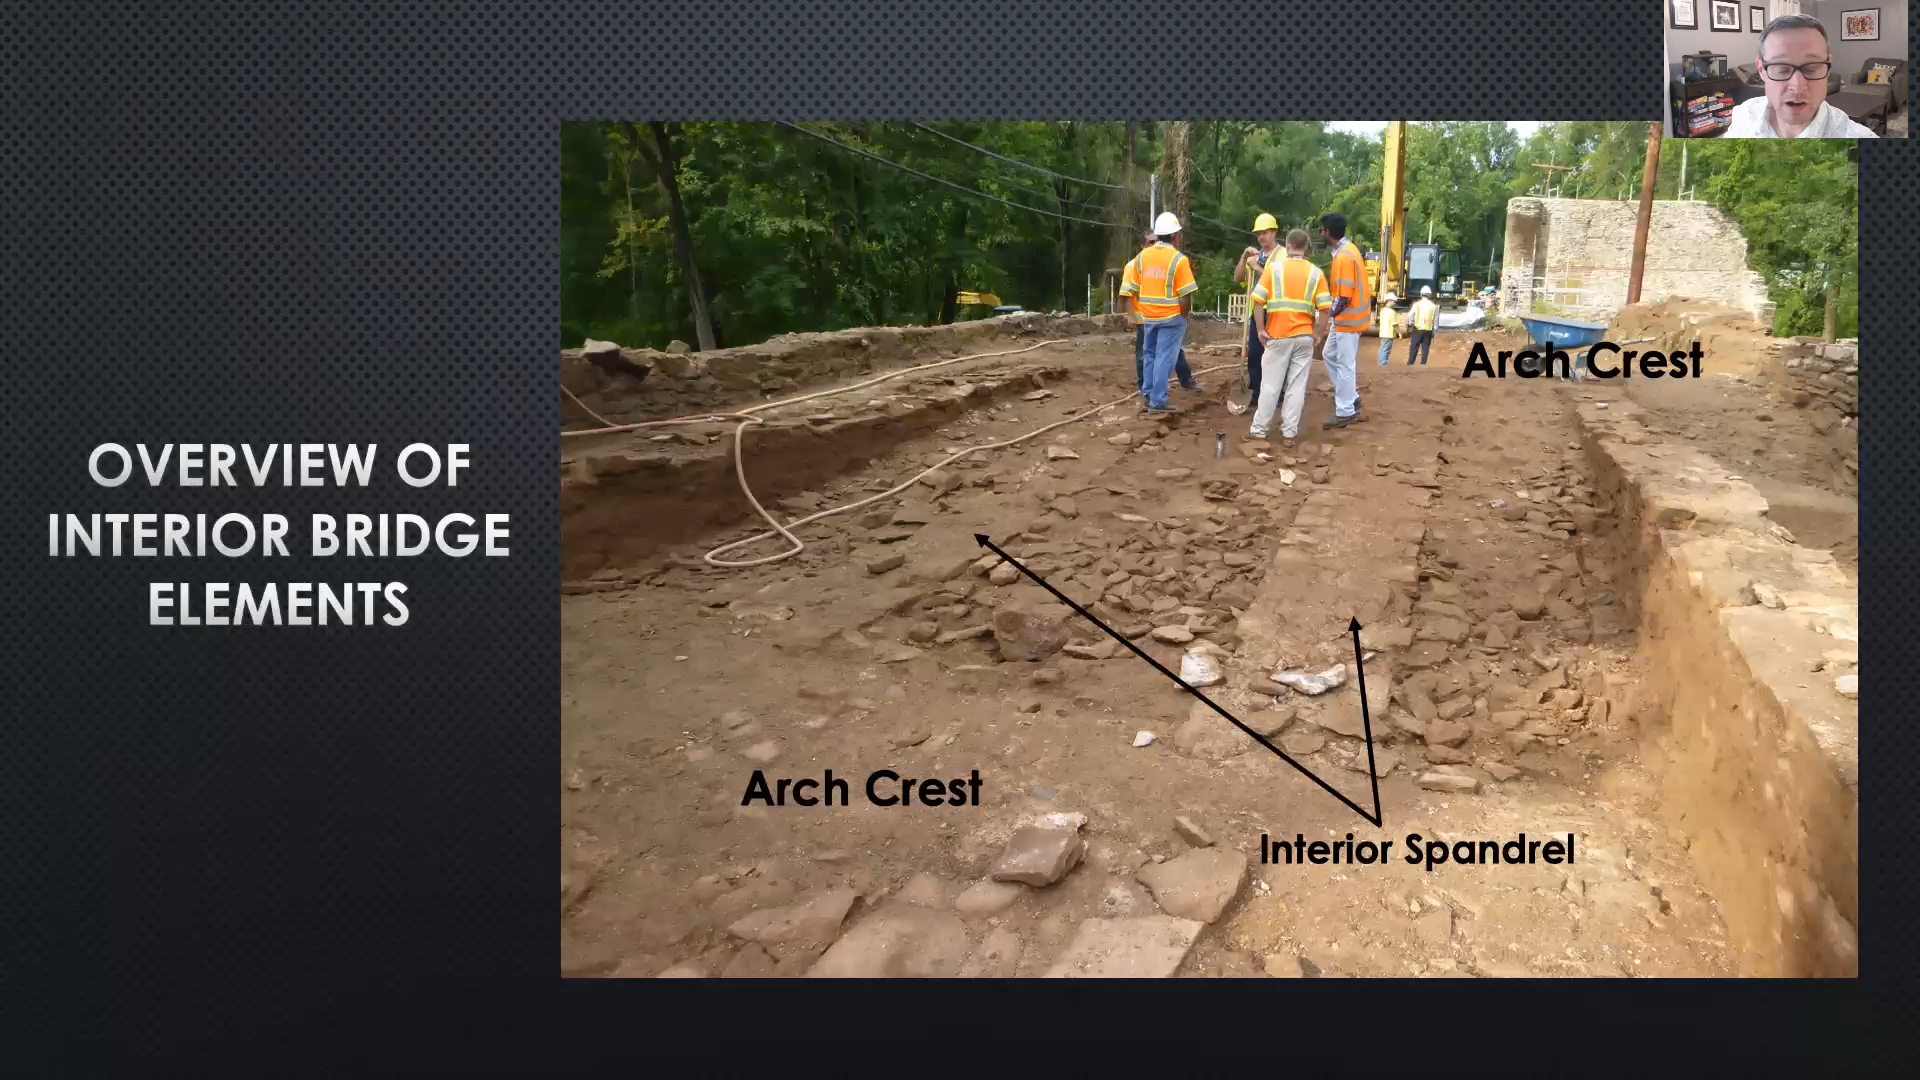 OVERVIEW OF
INTERIOR BRIDGE
ELEMENTS
Arch Crest
Arch Crest
Interior Spandrel